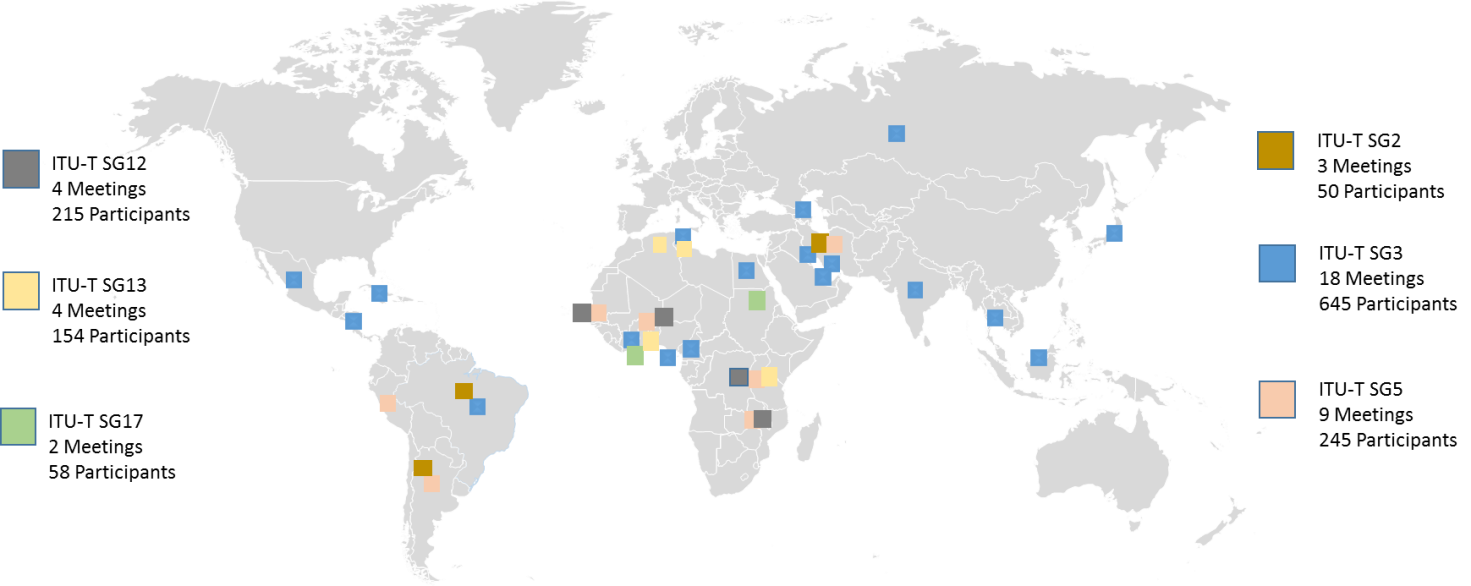 ITU-T SG12
4 Meetings
215 Participants
ITU-T SG13
4 Meetings
154 Participants
ITU-T SG17
2 Meetings
58 Participants
ITU-T SG2
3 Meetings
50 Participants
ITU-T SG3
18 Meetings
645 Participants
ITU-T SG5
9 Meetings
245 Participants